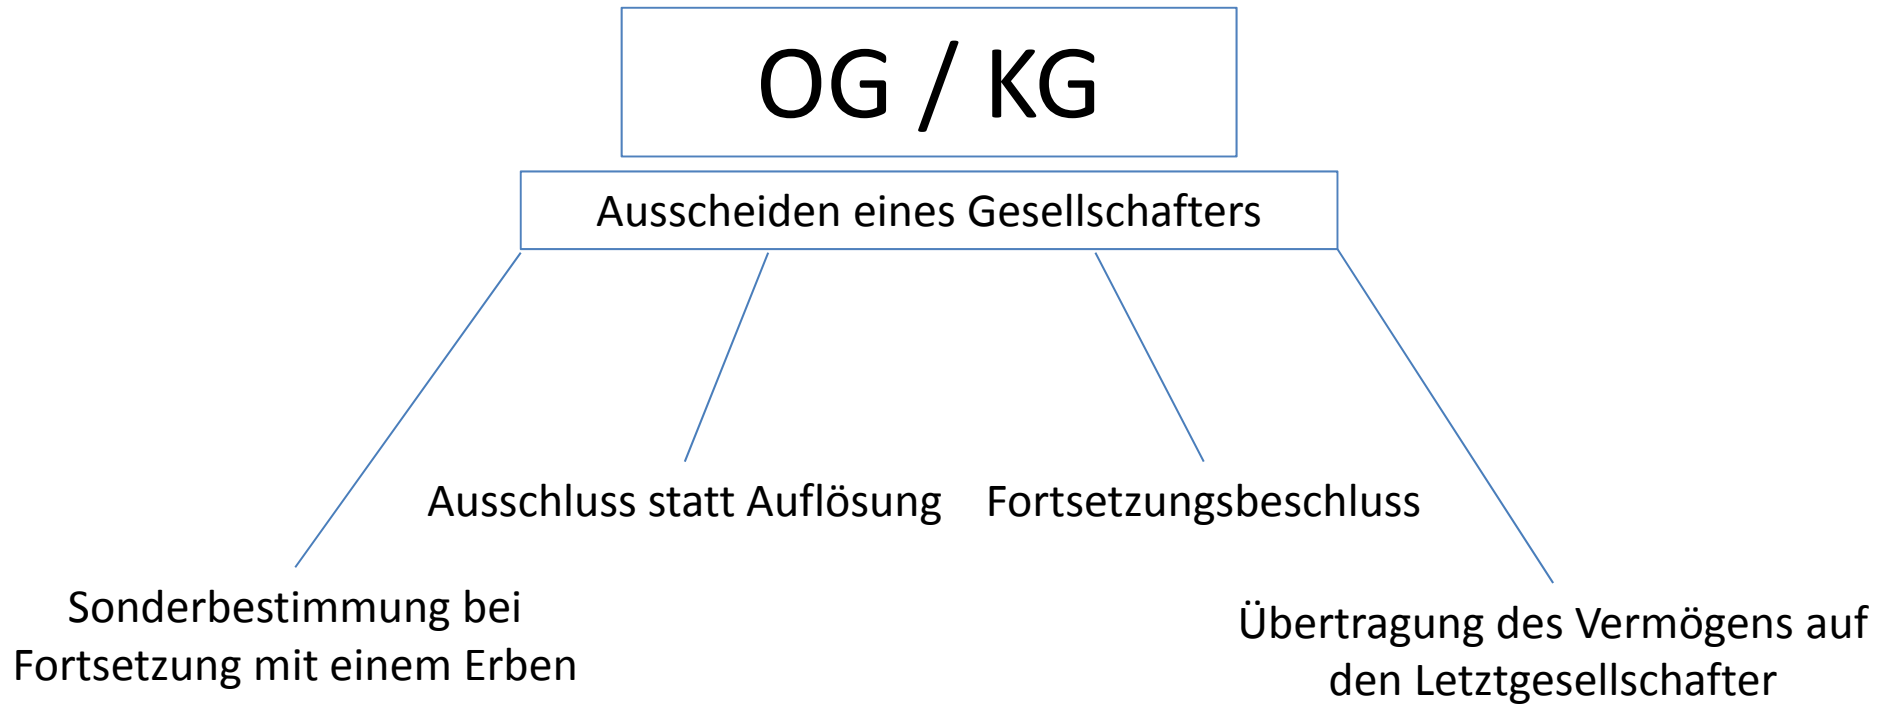 OG / KG
Ausscheiden eines Gesellschafters
Ausschluss statt Auflösung
Fortsetzungsbeschluss
Sonderbestimmung bei
Fortsetzung mit einem Erben
Übertragung des Vermögens auf
den Letztgesellschafter